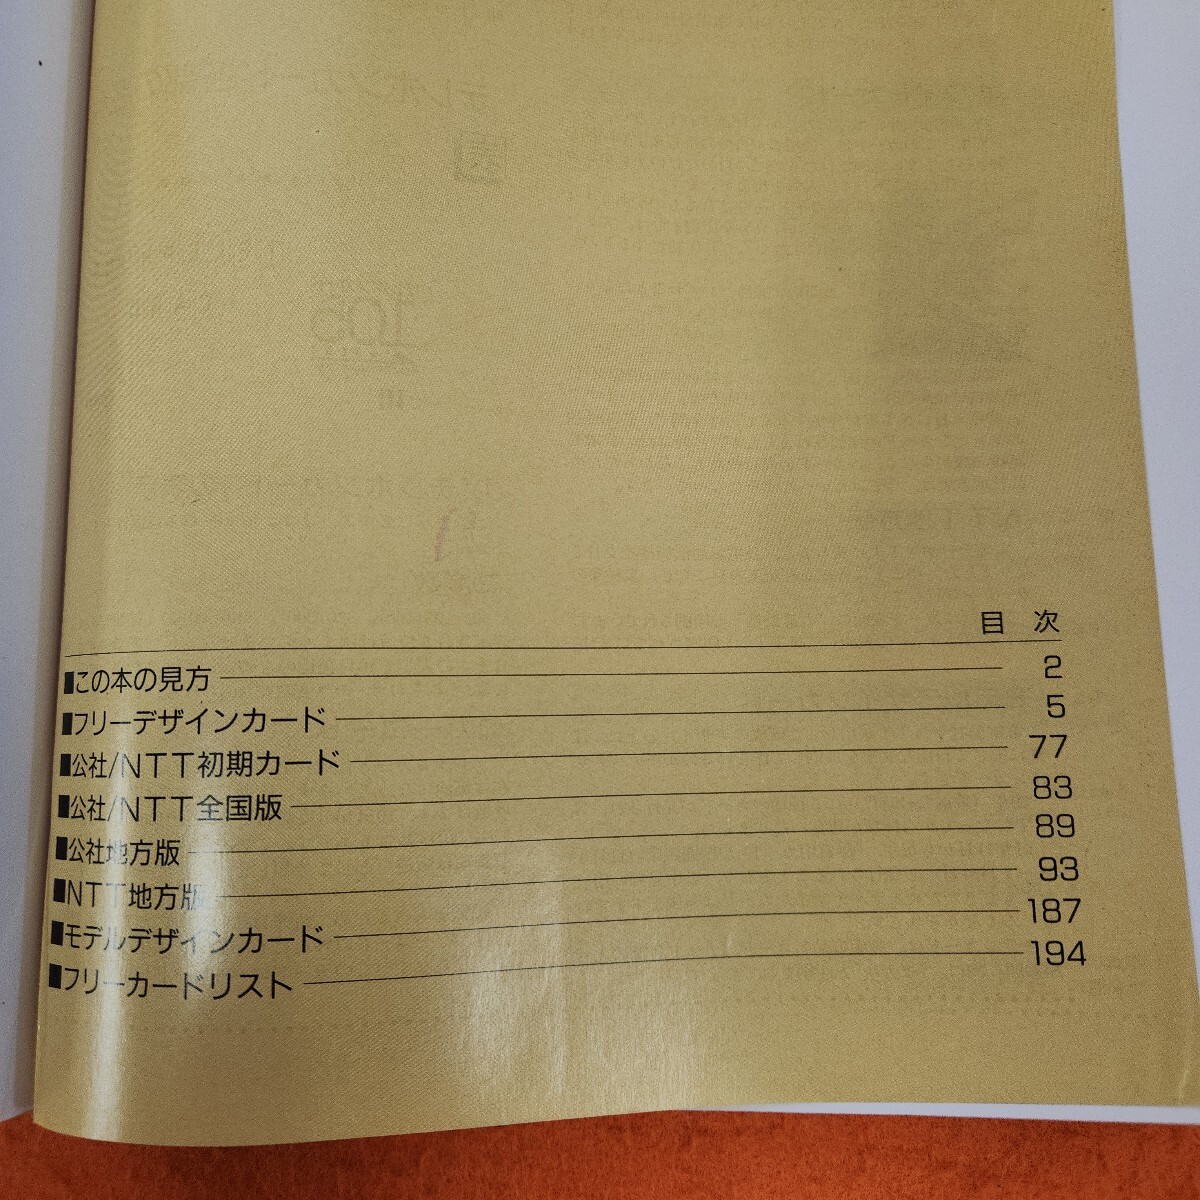 目 次
■この本の見方 2
■フリーデザインカード 5
■公社/NTT初期カード 77
■公社/NTT全国版 83
■公社地方版 89
■NTT地方版 93
■モデルデザインカード 187
■フリーカードリスト 194